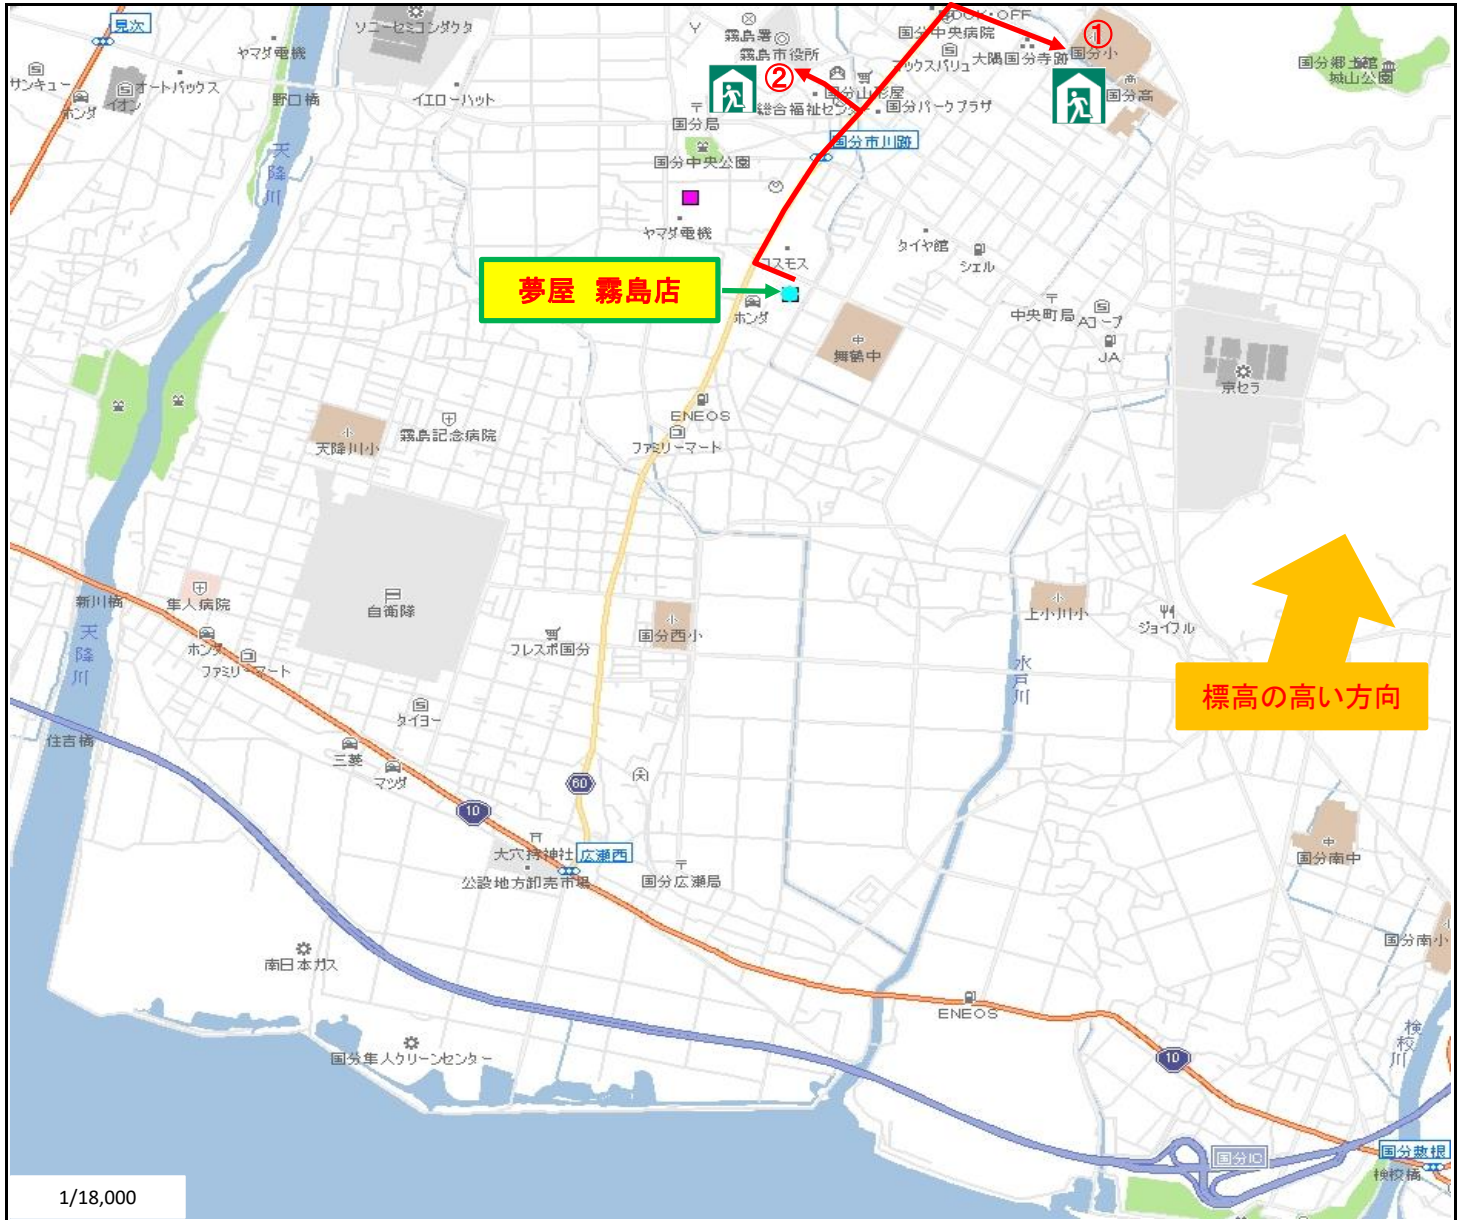 見次
ソニーセミコンダクタ
霧島署
霧島市役所
BOOK・OFF
国分中央病院
①
国分小
ヤマダ電機
②
マックスバリュ
大隅国分寺跡
国分郷土館
城山公園
サンキュー
オートバックス
イオン
ホンダ
野口橋
イエローハット
国分山形屋
総合福祉センター
国分パークプラザ
国分高
国分局
国分市川跡
天降川
国分中央公園
ヤマダ電機
タイヤ館
シェル
コスモス
夢屋 霧島店
ホンダ
中央町局
Aコープ
舞鶴中
JA
京セラ
ENEOS
ファミリーマート
天降川小
霧島記念病院
新川橋
隼人病院
自衛隊
国分西小
上小川小
ジョイフル
天降川
ホンダ
ファミリーマート
フレスポ国分
水戸川
標高の高い方向
タイヨー
住吉橋
三菱
マツダ
60
10
大穴持神社
広瀬西
公設地方卸売市場
国分広瀬局
国分南中
国分南小
南日本ガス
ENEOS
検校川
国分隼人クリーンセンター
10
国分IC
国分敷根
検校橋
1/18,000